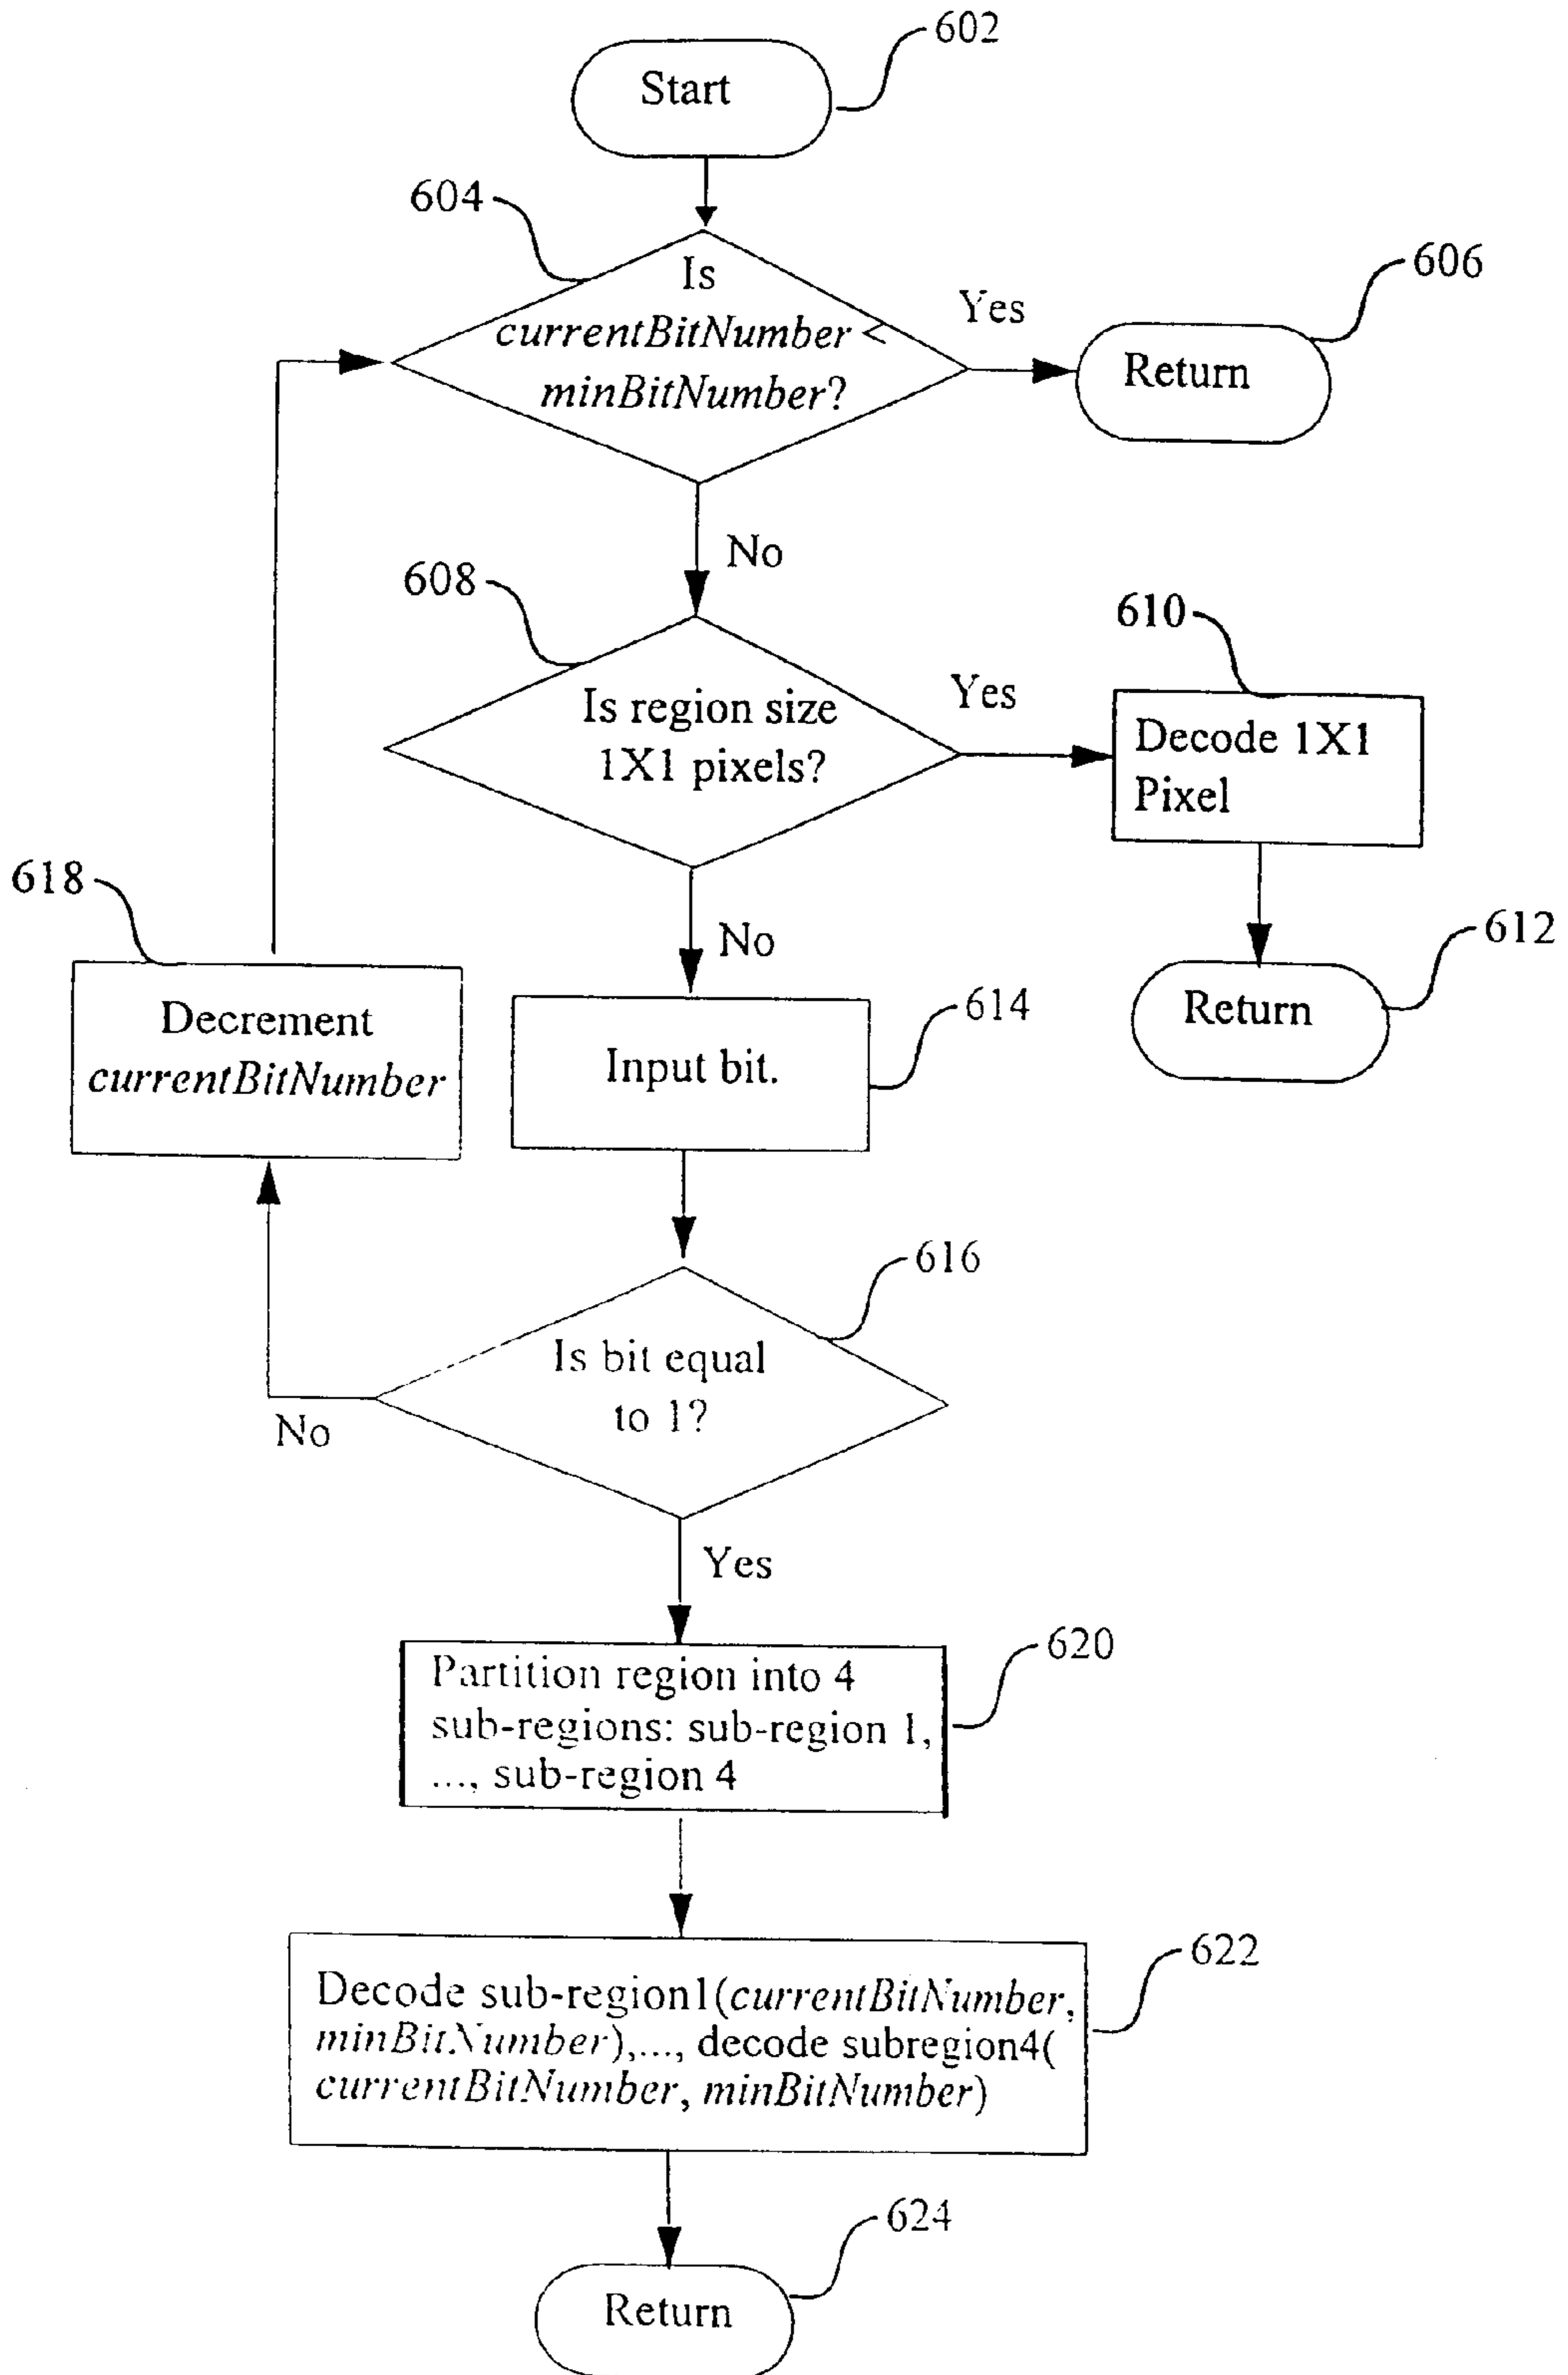 602
Start
604
Is
currentBitNumber <
minBitNumber?
Yes
606
Return
No
608
Is region size
1X1 pixels?
Yes
610
Decode 1X1
Pixel
618
Decrement
currentBitNumber
No
612
Return
614
Input bit.
616
Is bit equal
to 1?
No
Yes
620
Partition region into 4
sub-regions: sub-region 1,
..., sub-region 4
622
Decode sub-region1(currentBitNumber,
minBitNumber),..., decode subregion4(
currentBitNumber, minBitNumber)
624
Return